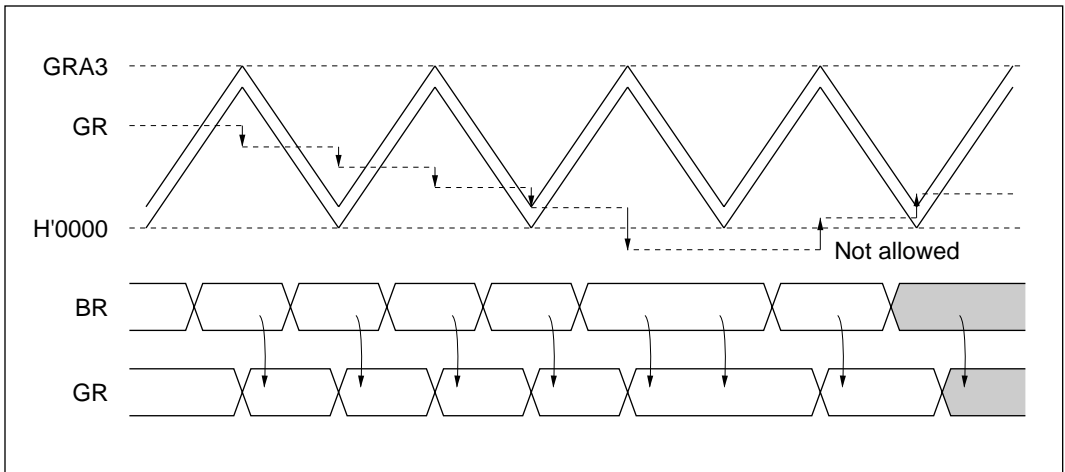 GRA3
GR
H'0000
Not allowed
BR
GR